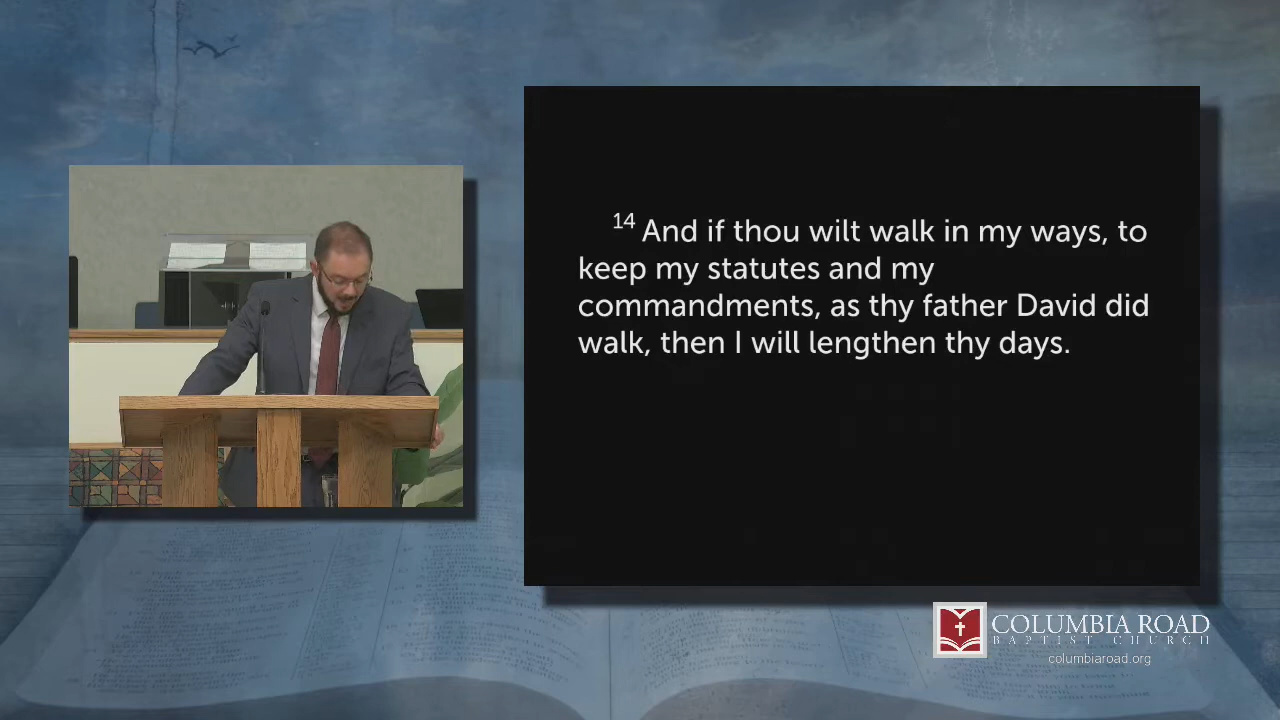 14 And if thou wilt walk in my ways, to
keep my statutes and my
commandments, as thy father David did
walk, then I will lengthen thy days.
COLUMBIA ROAD
BAPTIST CHURCH
columbiaroad.org